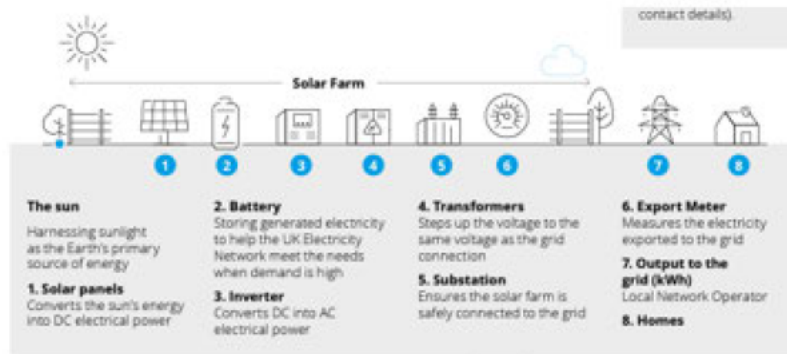 contact details).
Solar Farm
1
2
3
4
5
6
7
8
The sun
Harnessing sunlight
as the Earth's primary
source of energy
1. Solar panels
Converts the sun's energy
into DC electrical power
2. Battery
Storing generated electricity
to help the UK Electricity
Network meet the needs
when demand is high
3. Inverter
Converts DC into AC
electrical power
4. Transformers
Steps up the voltage to the
same voltage as the grid
connection
5. Substation
Ensures the solar farm is
safely connected to the grid
6. Export Meter
Measures the electricity
exported to the grid
7. Output to the
grid (kWh)
Local Network Operator
8. Homes